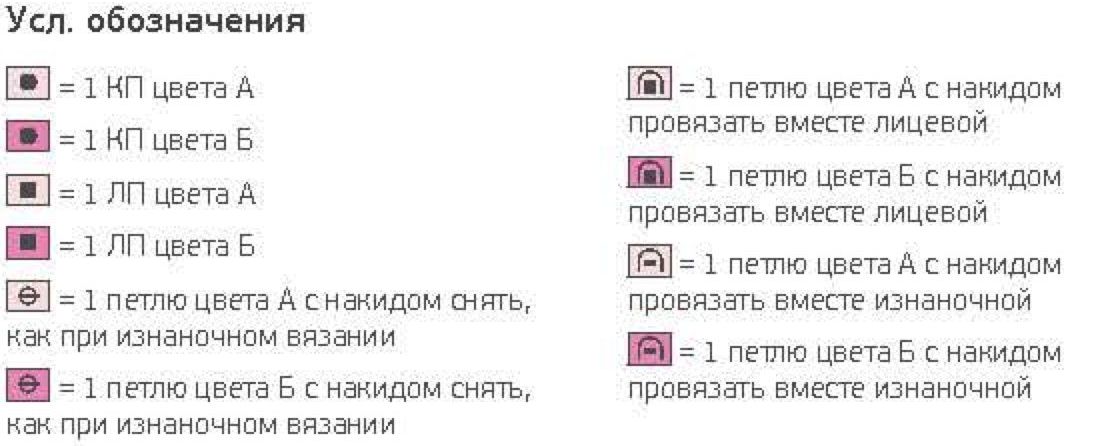 Усл. обозначения
= 1 КП цвета А
= 1 КП цвета Б
= 1 ЛП цвета А
= 1 ЛП цвета Б
= 1 петлю цвета А с накидом снять,
как при изнаночном вязании
= 1 петлю цвета Б с накидом снять,
как при изнаночном вязании
= 1 петлю цвета А с накидом
провязать вместе лицевой
= 1 петлю цвета Б с накидом
провязать вместе лицевой
= 1 петлю цвета А с накидом
провязать вместе изнаночной
= 1 петлю цвета Б с накидом
провязать вместе изнаночной